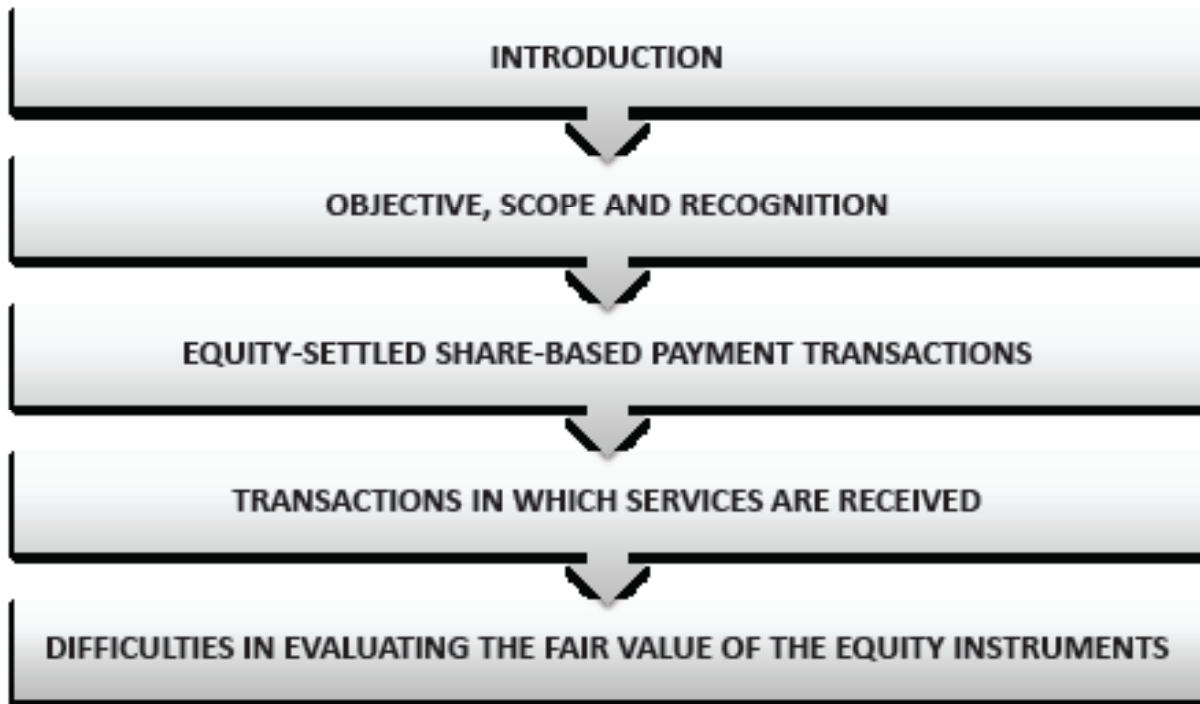 INTRODUCTION
OBJECTIVE, SCOPE AND RECOGNITION
EQUITY-SETTLED SHARE-BASED PAYMENT TRANSACTIONS
TRANSACTIONS IN WHICH SERVICES ARE RECEIVED
DIFFICULTIES IN EVALUATING THE FAIR VALUE OF THE EQUITY INSTRUMENTS